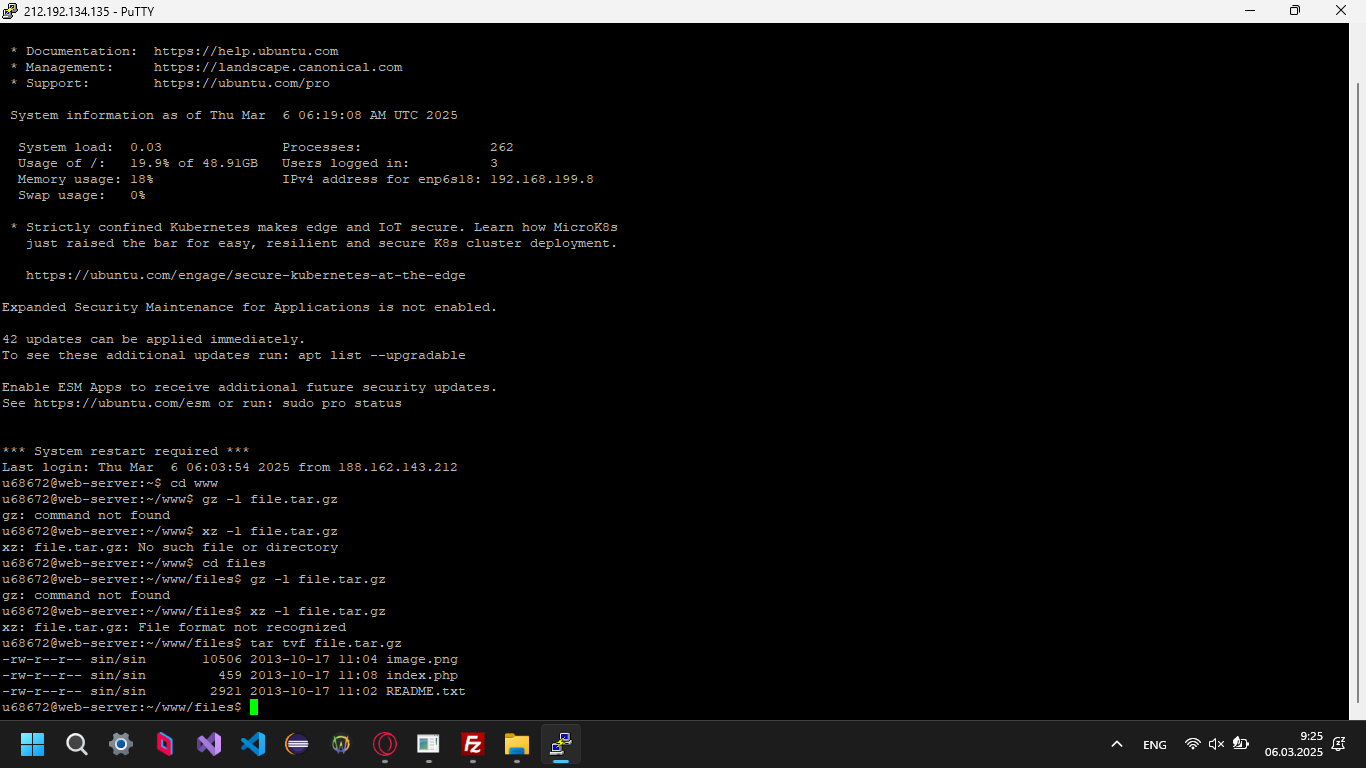 212.192.134.135 - PuTTY
* Documentation:  https://help.ubuntu.com
* Management:     https://landscape.canonical.com
* Support:        https://ubuntu.com/pro
System information as of Thu Mar  6 06:19:08 AM UTC 2025
System load:  0.03               Processes:                262
Usage of /:   19.9% of 48.91GB   Users logged in:          3
Memory usage: 18%                IPv4 address for enp6s18: 192.168.199.8
Swap usage:   0%
* Strictly confined Kubernetes makes edge and IoT secure. Learn how MicroK8s
just raised the bar for easy, resilient and secure K8s cluster deployment.
https://ubuntu.com/engage/secure-kubernetes-at-the-edge
Expanded Security Maintenance for Applications is not enabled.
42 updates can be applied immediately.
To see these additional updates run: apt list --upgradable
Enable ESM Apps to receive additional future security updates.
See https://ubuntu.com/esm or run: sudo pro status
*** System restart required ***
Last login: Thu Mar  6 06:03:54 2025 from 188.162.143.212
u68672@web-server:~$ cd www
u68672@web-server:~/www$ gz -l file.tar.gz
gz: command not found
u68672@web-server:~/www$ xz -l file.tar.gz
xz: file.tar.gz: No such file or directory
u68672@web-server:~/www$ cd files
u68672@web-server:~/www/files$ gz -l file.tar.gz
gz: command not found
u68672@web-server:~/www/files$ xz -l file.tar.gz
xz: file.tar.gz: File format not recognized
u68672@web-server:~/www/files$ tar tvf file.tar.gz
-rw-r--r-- sin/sin       10506 2013-10-17 11:04 image.png
-rw-r--r-- sin/sin         459 2013-10-17 11:08 index.php
-rw-r--r-- sin/sin        2921 2013-10-17 11:02 README.txt
u68672@web-server:~/www/files$
Fz
ENG
9:25
06.03.2025